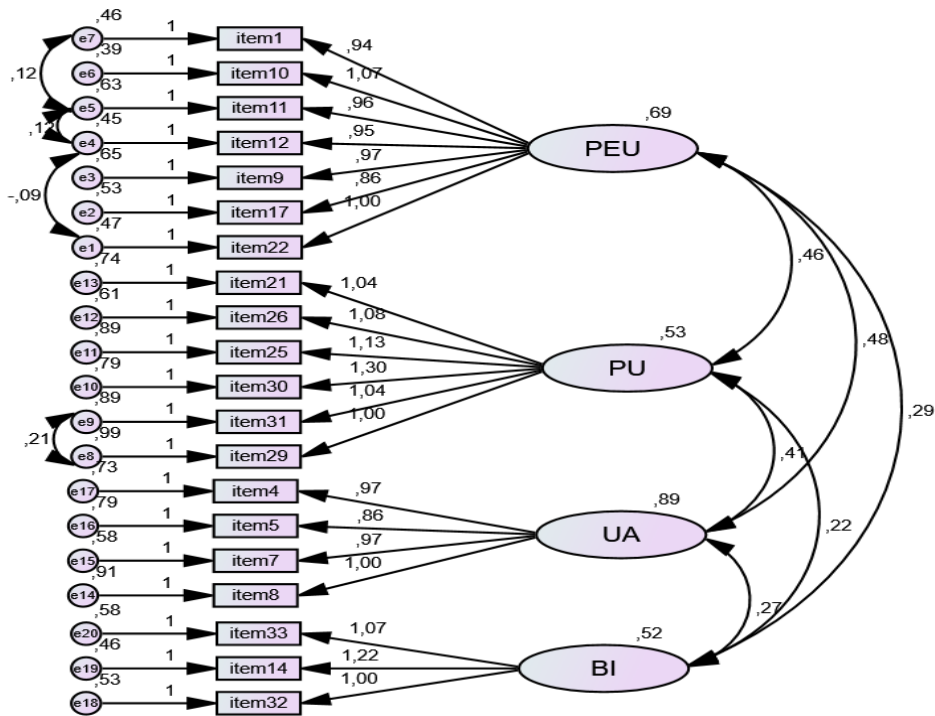 ,46
e7 1 item1 ,94
,39
e6 1 item10 1,07
,12
,63
e5 1 item11 ,96
,69
,12
,45
e4 1 item12 ,95 PEU
,65
e3 1 item9 ,97
-,09
,53
e2 1 item17 ,86
,47
e1 1 item22 1,00
,46
,74
e13 1 item21 1,04
,61
e12 1 item26 1,08
,53
,48
,89
e11 1 item25 1,13
PU
,79
e10 1 item30 1,30
,29
,89
e9 1 item31 1,04
,21
,99
e8 1 item29 1,00
,41
,73
e17 1 item4 ,97
,89
,79
e16 1 item5 ,86
UA
,22
,58
e15 1 item7 ,97
,91
e14 1 item8 1,00
,27
,58
e20 1 item33 1,07
,52
,46
e19 1 item14 1,22
BI
,53
e18 1 item32 1,00